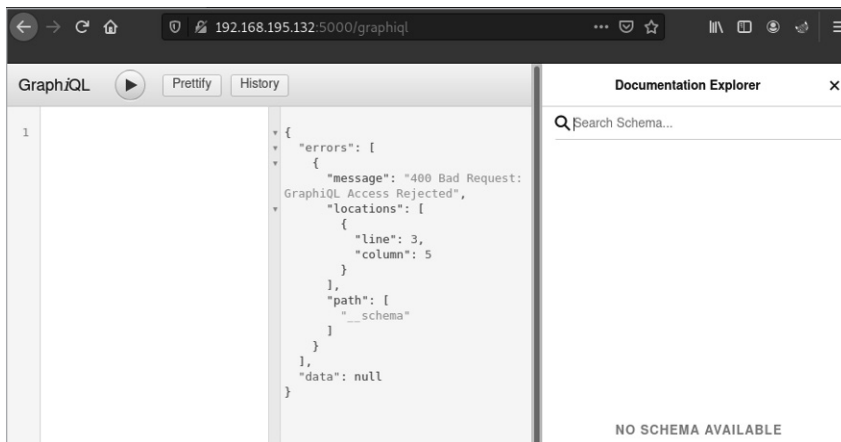 192.168.195.132:5000/graphiql
GraphiQL
Prettify
History
Documentation Explorer
Search Schema...
1
{
"errors": [
{
"message": "400 Bad Request:
GraphiQL Access Rejected",
"locations": [
{
"line": 3,
"column": 5
}
],
"path": [
"__schema"
]
}
],
"data": null
}
NO SCHEMA AVAILABLE